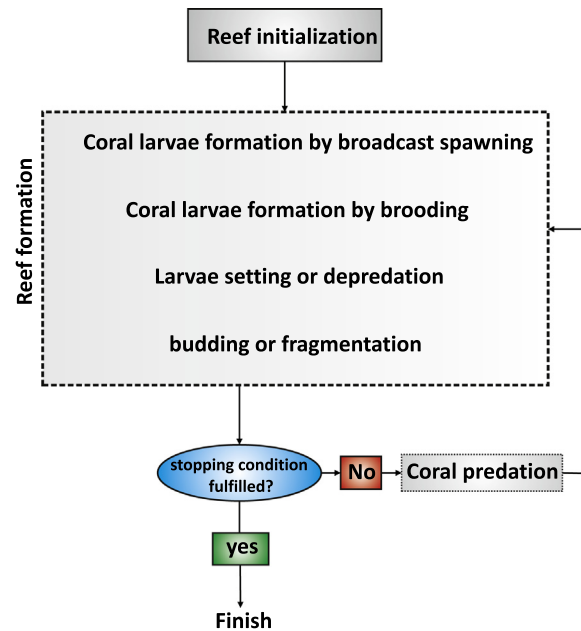 Reef initialization
Reef formation
Coral larvae formation by broadcast spawning
Coral larvae formation by brooding
Larvae setting or depredation
budding or fragmentation
stopping condition
fulfilled?
No
Coral predation
yes
Finish